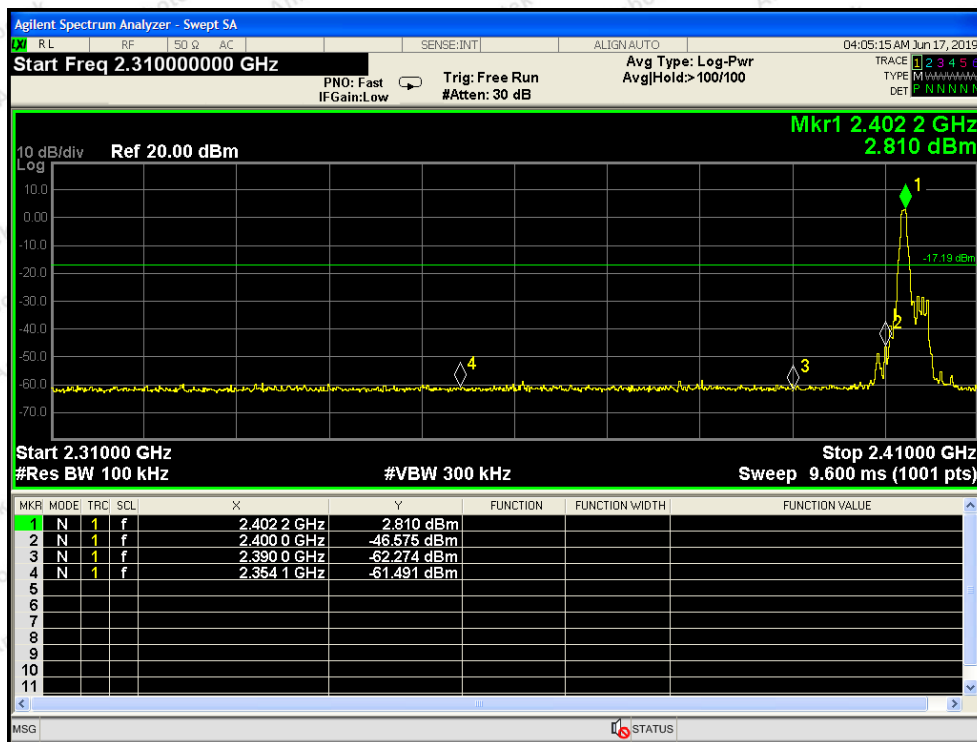 Agilent Spectrum Analyzer - Swept SA
LXI RL RF 50 Ω AC SENSE:INT ALIGN AUTO 04:05:15 AM Jun 17, 2019
Start Freq 2.310000000 GHz
PNO: Fast
IFGain:Low
Trig: Free Run
#Atten: 30 dB
Avg Type: Log-Pwr
Avg|Hold:>100/100
TRACE 1 2 3 4 5 6
TYPE M
DET P N N N N N
Mkr1 2.402 2 GHz
2.810 dBm
10 dB/div Ref 20.00 dBm
Log
10.0
0.00
-10.0
-20.0
-30.0
-40.0
-50.0
-60.0
-70.0
1
-17.19 dBm
2
3
4
Start 2.31000 GHz Stop 2.41000 GHz
#Res BW 100 kHz #VBW 300 kHz Sweep 9.600 ms (1001 pts)
MKR MODE TRC SCL X Y FUNCTION FUNCTION WIDTH FUNCTION VALUE
1 N 1 f 2.402 2 GHz 2.810 dBm
2 N 1 f 2.400 0 GHz -46.575 dBm
3 N 1 f 2.390 0 GHz -62.274 dBm
4 N 1 f 2.354 1 GHz -61.491 dBm
5
6
7
8
9
10
11
MSG STATUS